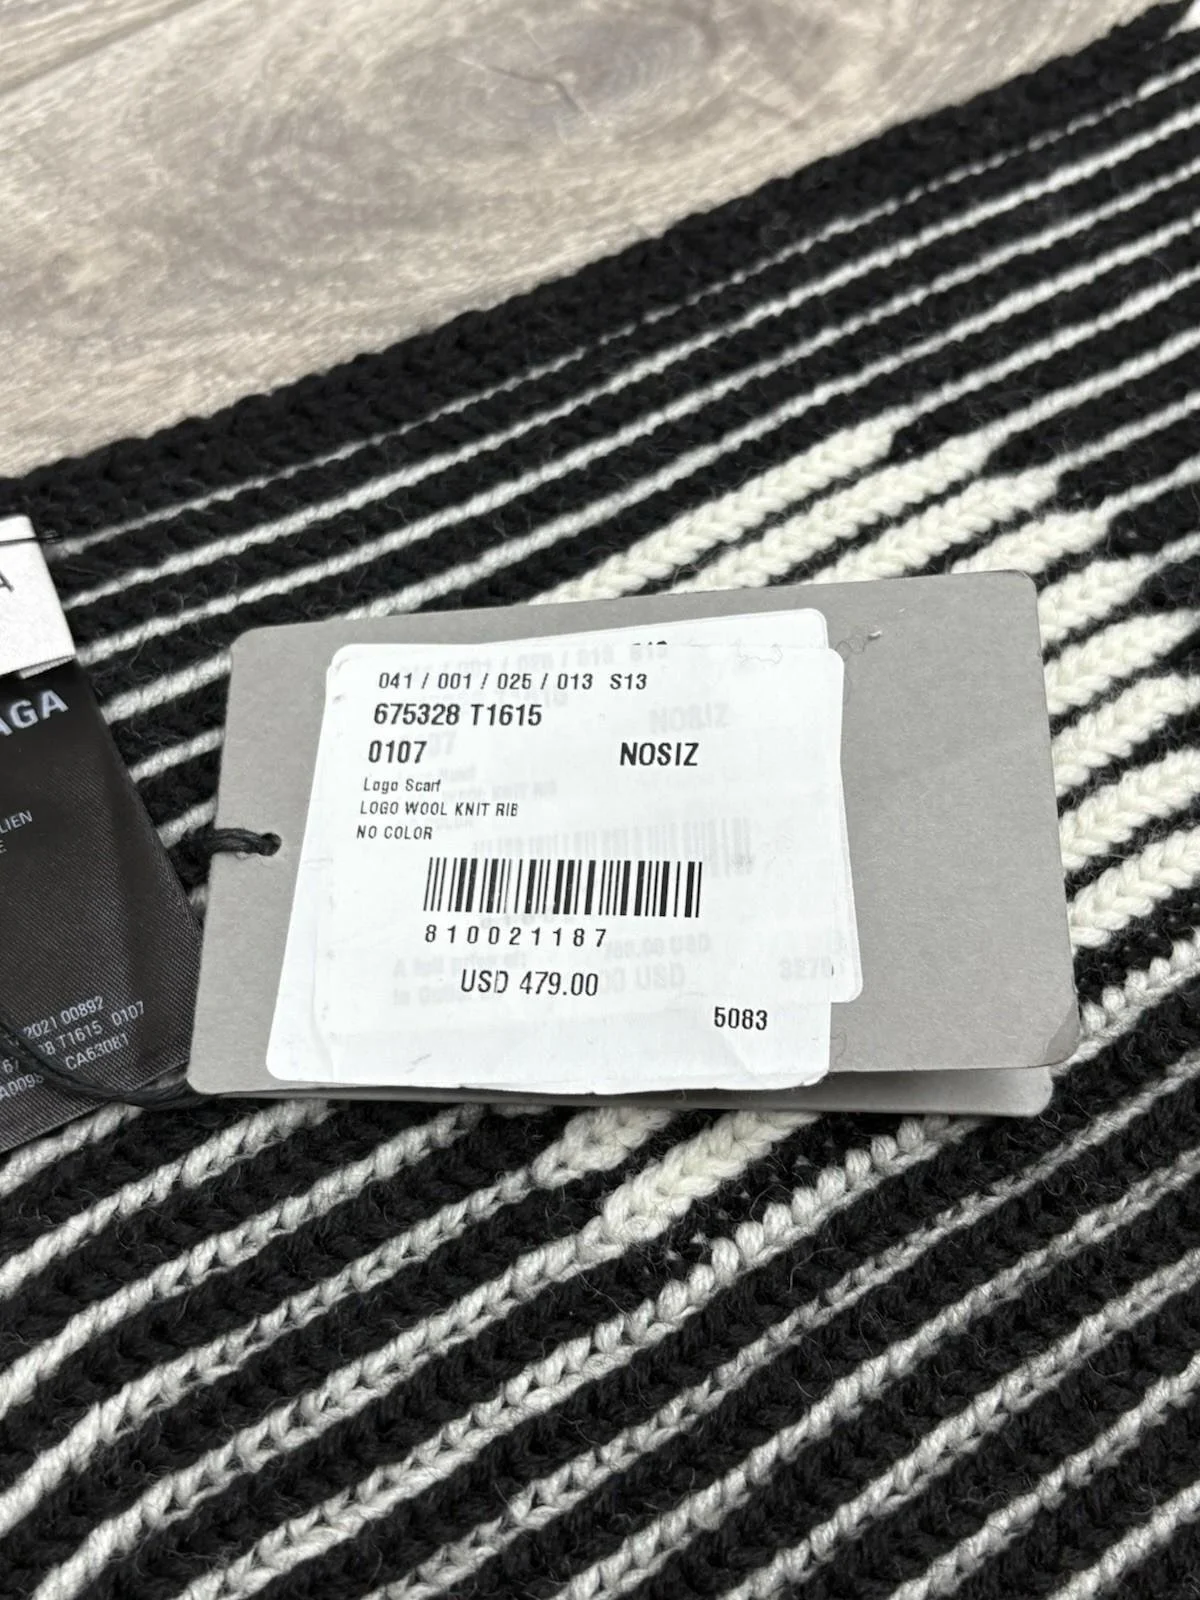 041 / 001 / 025 / 013 S13
675328 T1615
0107 NOSIZ
Logo Scarf
LOGO WOOL KNIT RIB
NO COLOR
810021187
USD 479.00
5083
A
AGA
LIEN
2021 00892
T1615 0107
CA63081